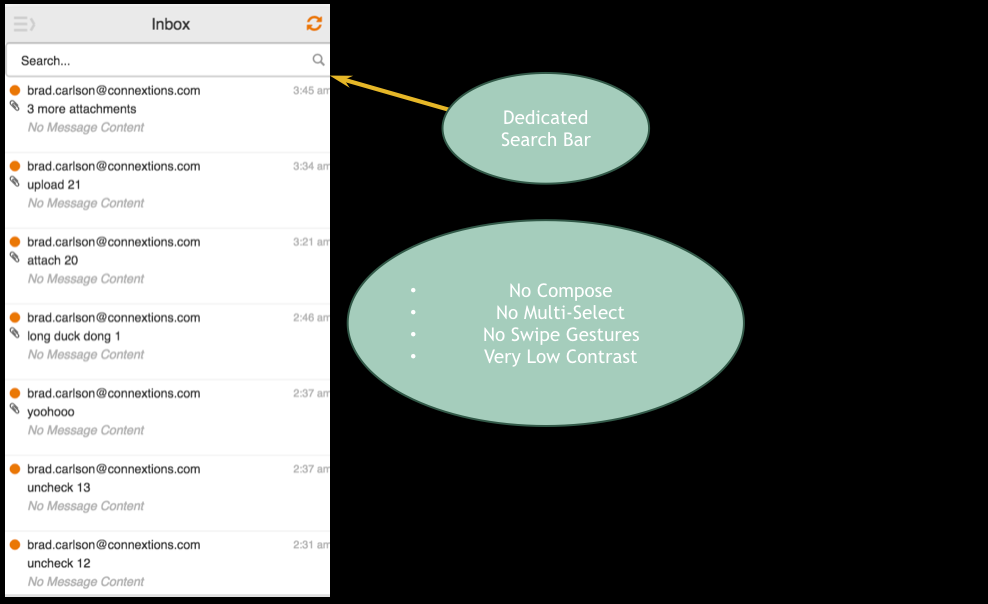 Inbox
Search...
brad.carlson@connextions.com 3:45 am
3 more attachments
No Message Content
brad.carlson@connextions.com 3:34 am
upload 21
No Message Content
brad.carlson@connextions.com 3:21 am
attach 20
No Message Content
brad.carlson@connextions.com 2:46 am
long duck dong 1
No Message Content
brad.carlson@connextions.com 2:37 am
yoohooo
No Message Content
brad.carlson@connextions.com 2:37 am
uncheck 13
No Message Content
brad.carlson@connextions.com 2:31 am
uncheck 12
No Message Content
Dedicated
Search Bar
• No Compose
• No Multi-Select
• No Swipe Gestures
• Very Low Contrast